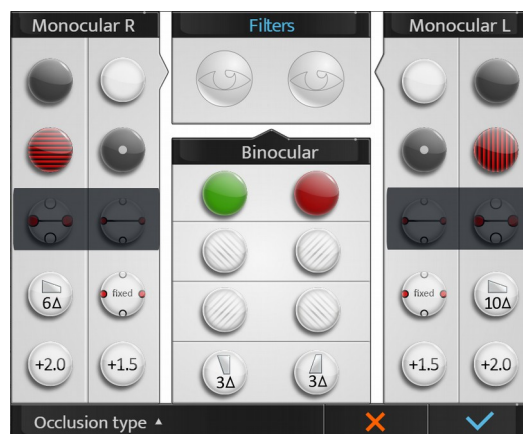 Monocular R
Filters
Monocular L
Binocular
6Δ
fixed
fixed
10Δ
+2.0
+1.5
3Δ
3Δ
+1.5
+2.0
Occlusion type